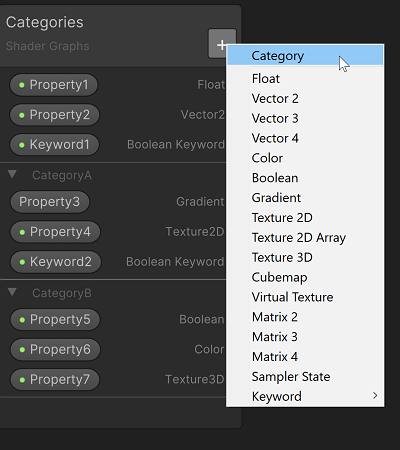 Categories
Shader Graphs
+
Category
Float
Vector 2
Vector 3
Vector 4
Color
Boolean
Gradient
Texture 2D
Texture 2D Array
Texture 3D
Cubemap
Virtual Texture
Matrix 2
Matrix 3
Matrix 4
Sampler State
Keyword
Property1 Float
Property2 Vector2
Keyword1 Boolean Keyword
CategoryA
Property3 Gradient
Property4 Texture2D
Keyword2 Boolean Keyword
CategoryB
Property5 Boolean
Property6 Color
Property7 Texture3D